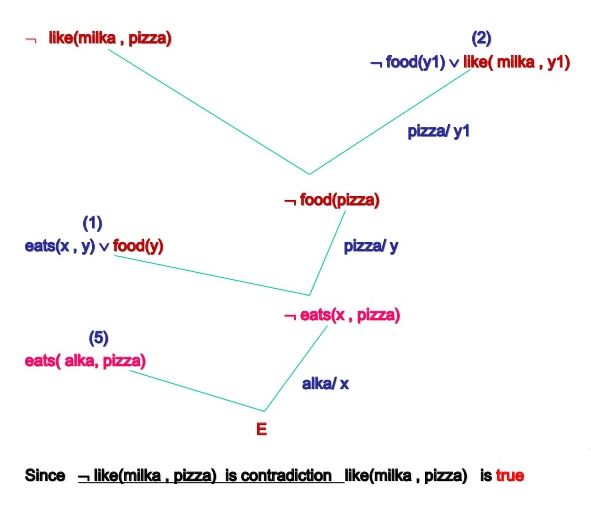 ¬ like(milka , pizza)
(2)
¬ food(y1) ∨ like( milka , y1)
pizza/ y1
¬ food(pizza)
(1)
eats(x , y) ∨ food(y)
pizza/ y
¬ eats(x , pizza)
(5)
eats( alka, pizza)
alka/ x
E
Since ¬ like(milka , pizza) is contradiction like(milka , pizza) is true